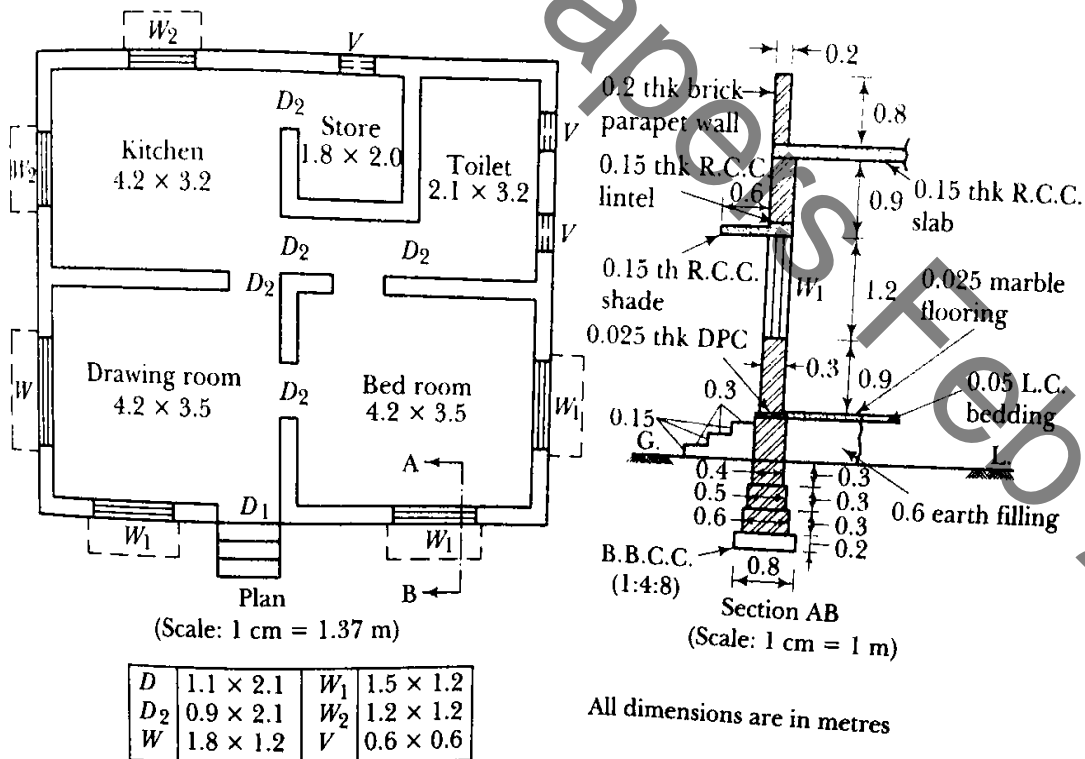 W2
V
D2
Kitchen
4.2 × 3.2
Store
1.8 × 2.0
Toilet
2.1 × 3.2
W2
V
V
D2
D2
D2
Drawing room
4.2 × 3.5
Bed room
4.2 × 3.5
D2
W
W1
A
D1
W1
W1
B
Plan
(Scale: 1 cm = 1.37 m)
D 1.1 × 2.1 W1 1.5 × 1.2
D2 0.9 × 2.1 W2 1.2 × 1.2
W 1.8 × 1.2 V 0.6 × 0.6
0.2
0.2 thk brick
parapet wall
0.8
0.15 thk R.C.C.
lintel
0.6
0.9
0.15 thk R.C.C.
slab
0.15 th R.C.C.
shade
W1
1.2
0.025 marble
flooring
0.025 thk DPC
0.3
0.9
0.3
0.05 L.C.
bedding
0.15
G.
L.
0.4
0.3
0.5
0.3
0.6
0.3
0.6 earth filling
0.2
B.B.C.C.
(1:4:8)
0.8
Section AB
(Scale: 1 cm = 1 m)
All dimensions are in metres
apers Feb